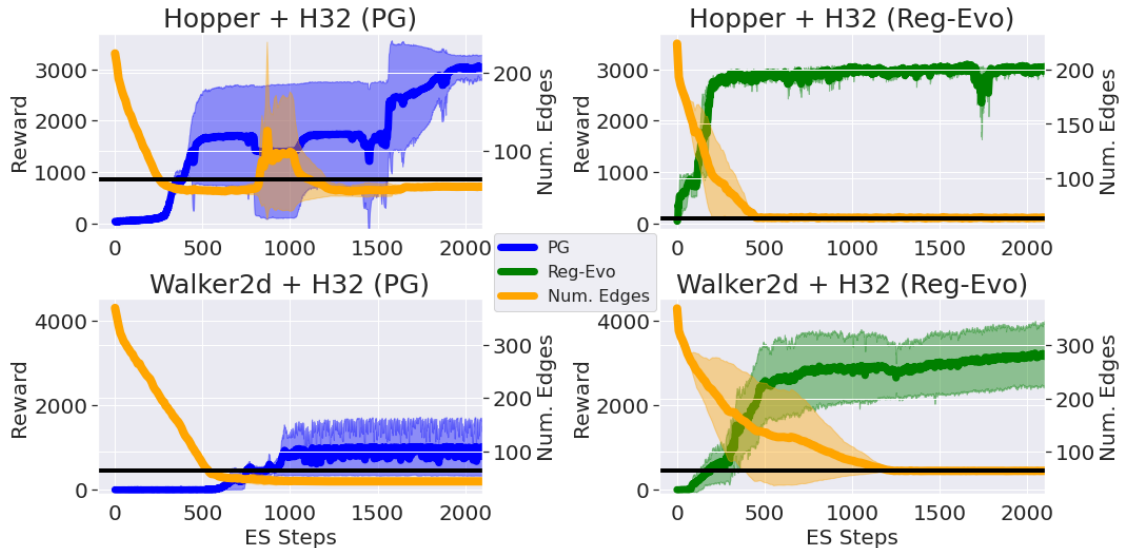 Hopper + H32 (PG)
Hopper + H32 (Reg-Evo)
Reward
3000
2000
1000
0
200
100
Num. Edges
0 500 1000 1500 2000
Reward
3000
2000
1000
0
200
150
100
Num. Edges
0 500 1000 1500 2000
PG
Reg-Evo
Num. Edges
Walker2d + H32 (PG)
Walker2d + H32 (Reg-Evo)
Reward
4000
2000
0
300
200
100
Num. Edges
0 500 1000 1500 2000
ES Steps
Reward
4000
2000
0
300
200
100
Num. Edges
0 500 1000 1500 2000
ES Steps